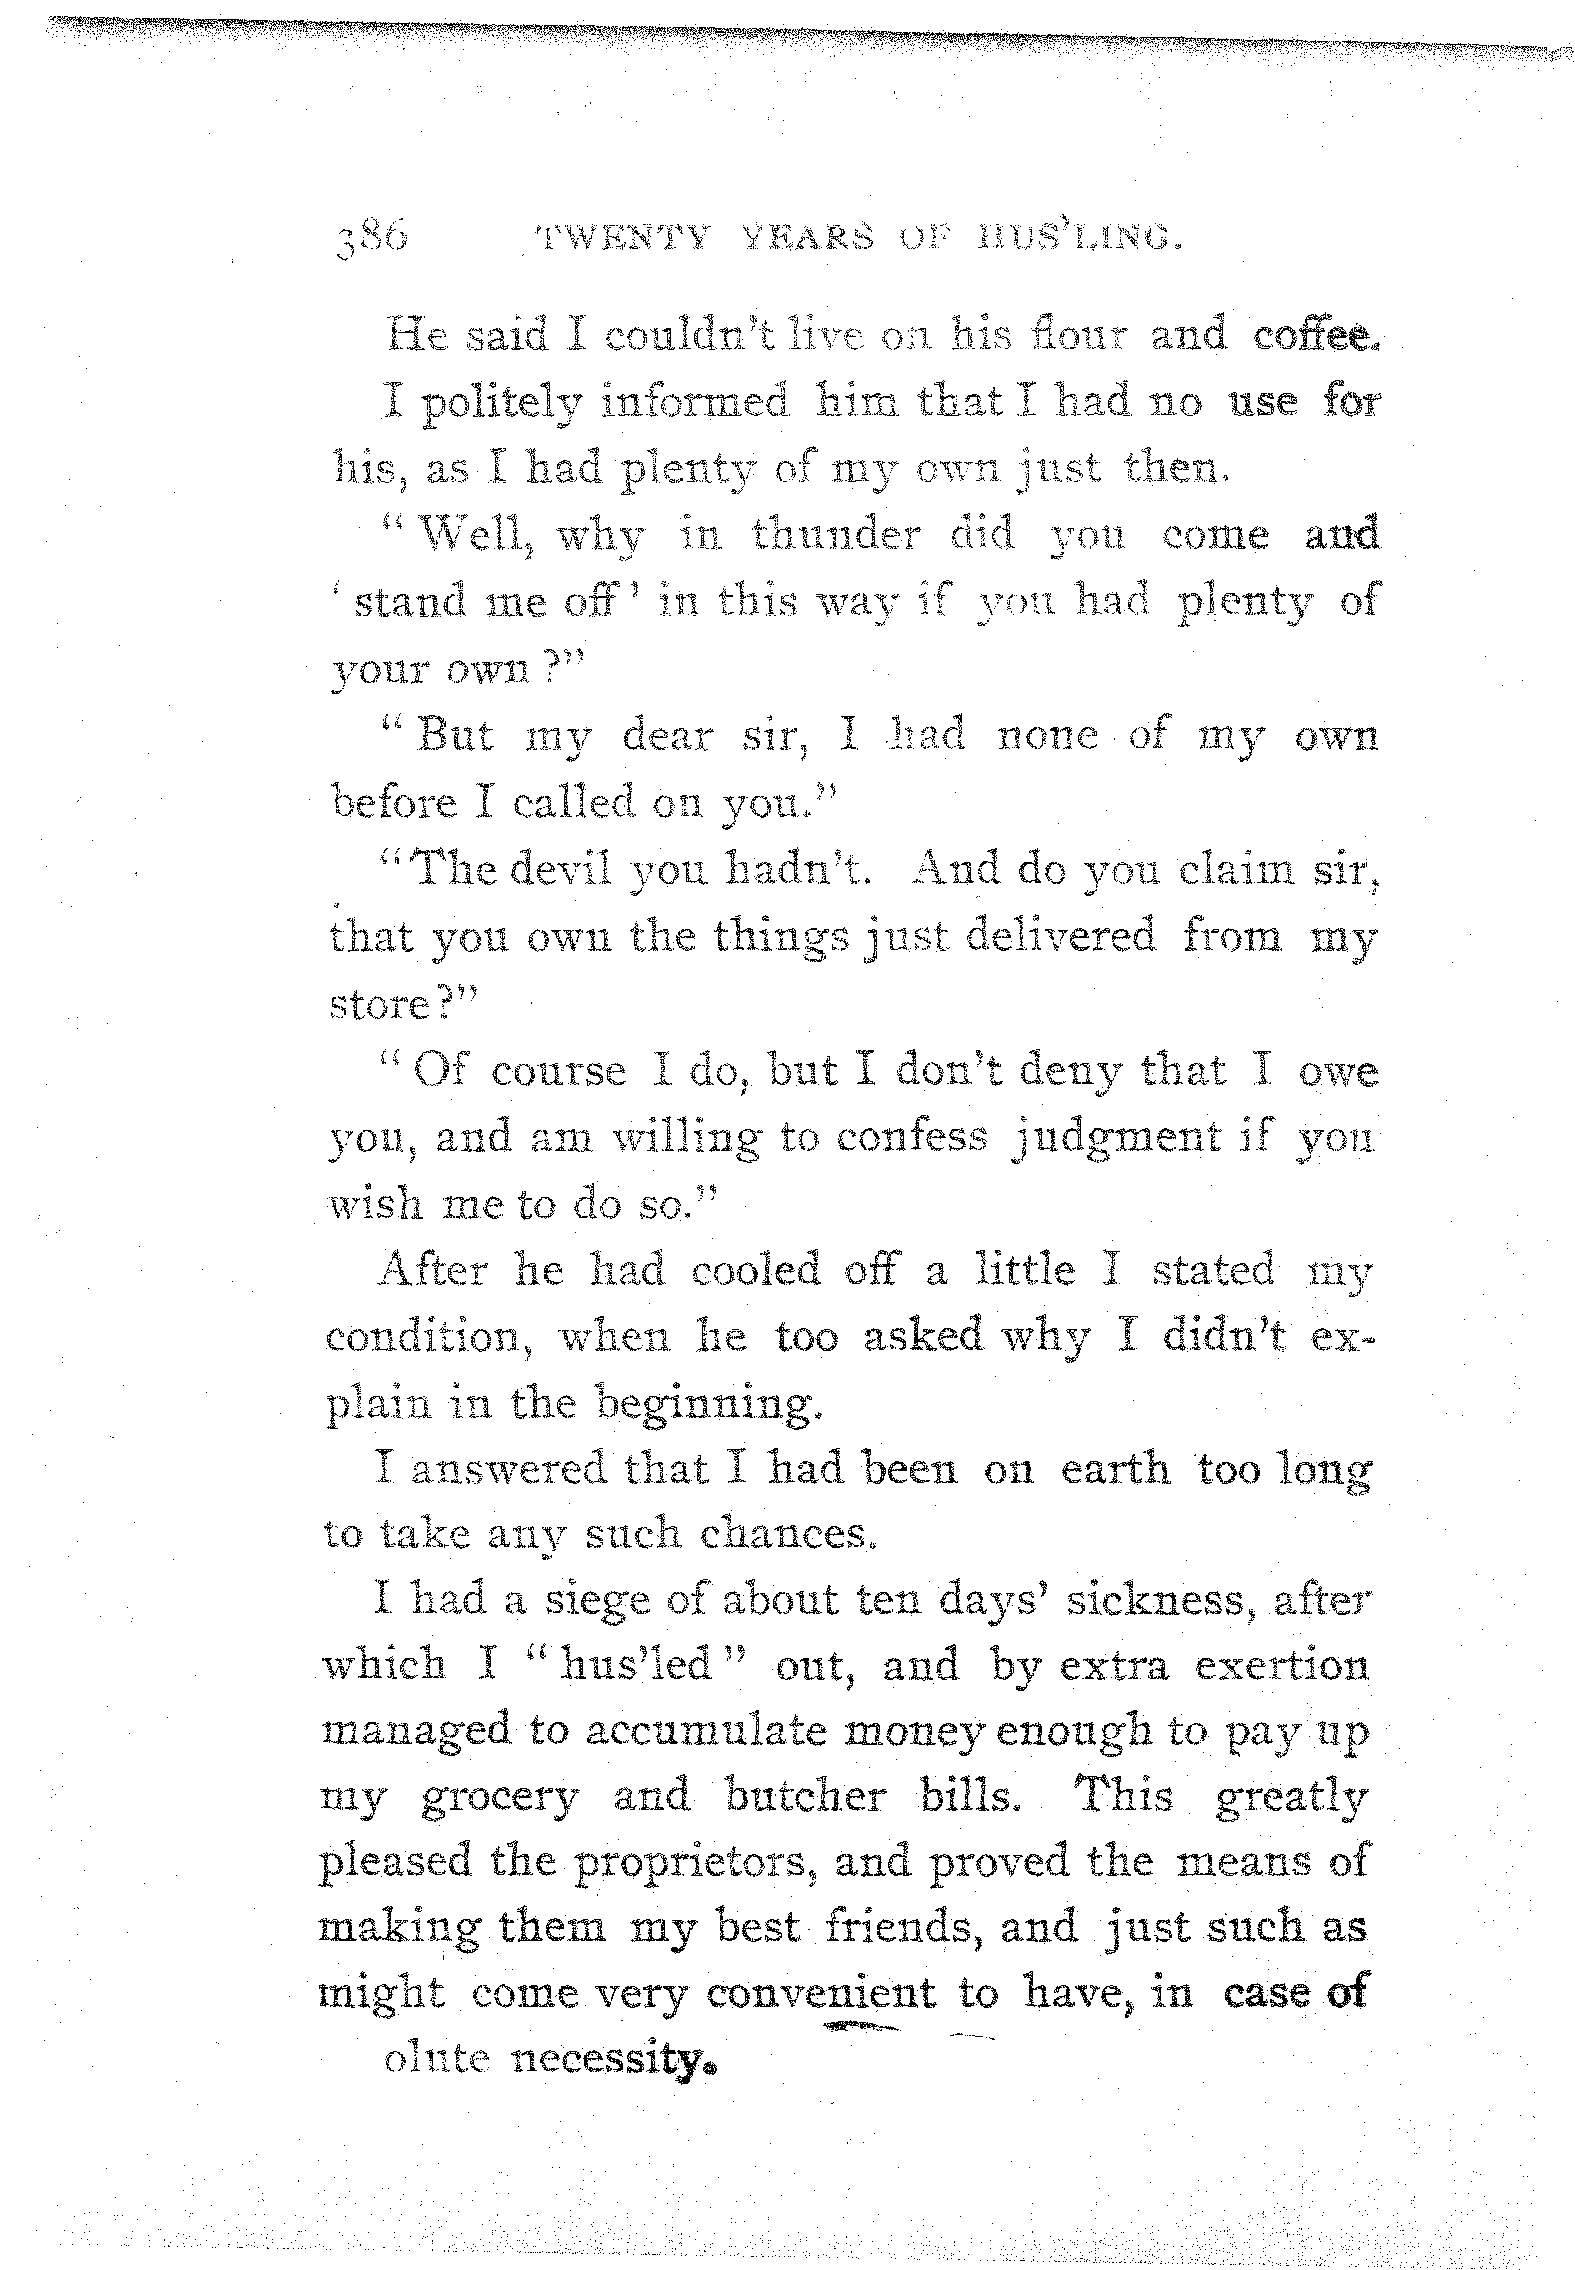 386 TWENTY YEARS OF HUS'LING.
He said I couldn't live on his flour and coffee.
I politely informed him that I had no use for
his, as I had plenty of my own just then.
“ Well, why in thunder did you come and
‘ stand me off ’ in this way if you had plenty of
your own ?”
“ But my dear sir, I had none of my own
before I called on you.”
“The devil you hadn't. And do you claim sir,
that you own the things just delivered from my
store?”
“ Of course I do, but I don't deny that I owe
you, and am willing to confess judgment if you
wish me to do so.”
After he had cooled off a little I stated my
condition, when he too asked why I didn't ex-
plain in the beginning.
I answered that I had been on earth too long
to take any such chances.
I had a siege of about ten days' sickness, after
which I “ hus'led ” out, and by extra exertion
managed to accumulate money enough to pay up
my grocery and butcher bills. This greatly
pleased the proprietors, and proved the means of
making them my best friends, and just such as
might come very convenient to have, in case of
olute necessity.